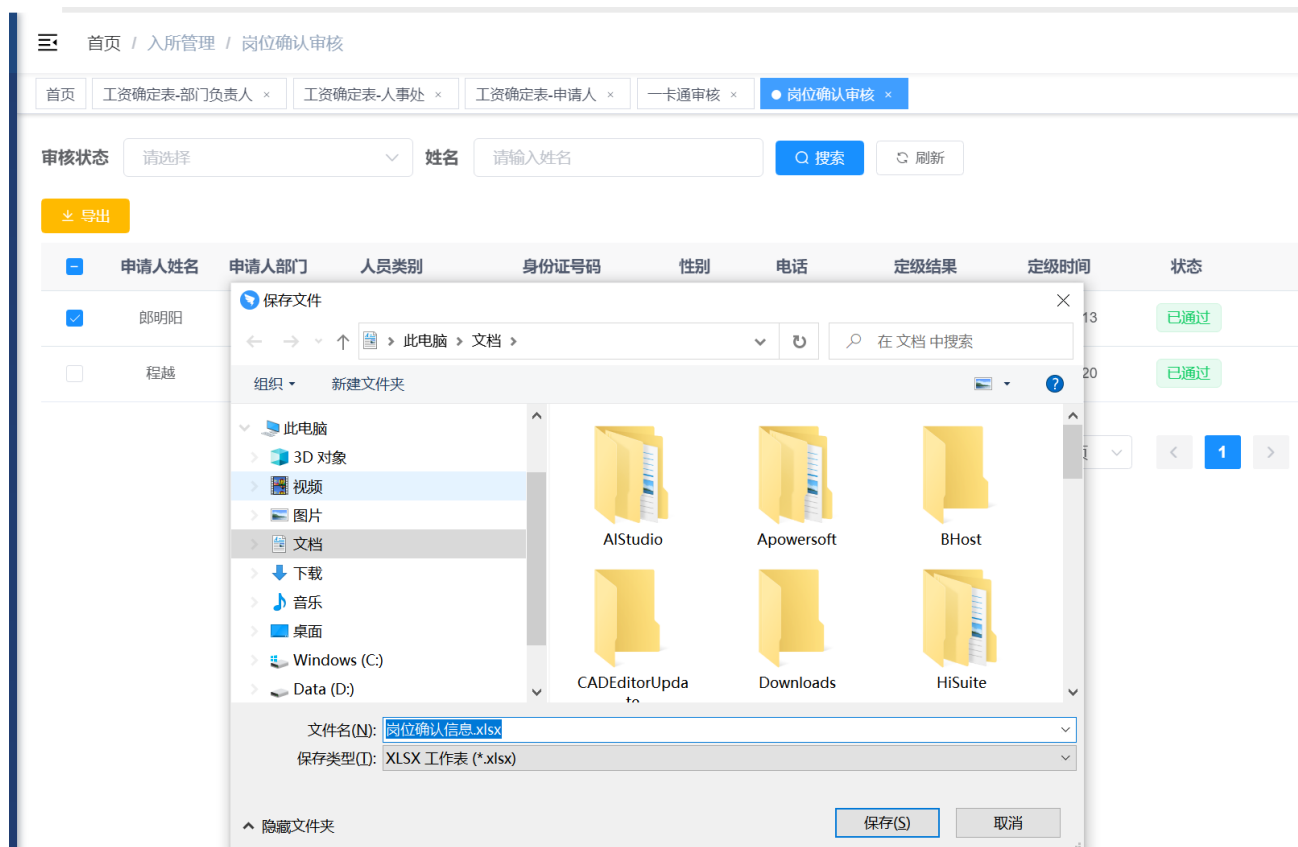 首页 / 入所管理 / 岗位确认审核
首页 工资确定表-部门负责人 × 工资确定表-人事处 × 工资确定表-申请人 × 一卡通审核 × 岗位确认审核 ×
审核状态 请选择 姓名 请输入姓名 搜索 刷新
导出
申请人姓名 申请人部门 人员类别 身份证号码 性别 电话 定级结果 定级时间 状态
郎明阳 13 已通过
程越 20 已通过
1
保存文件
此电脑 文档
在 文档 中搜索
组织 新建文件夹
此电脑
3D 对象
视频
图片
文档
下载
音乐
桌面
Windows (C:)
Data (D:)
AIStudio Apowersoft BHost
CADEditorUpda Downloads HiSuite
文件名(N): 岗位确认信息.xlsx
保存类型(T): XLSX 工作表 (*.xlsx)
隐藏文件夹 保存(S) 取消